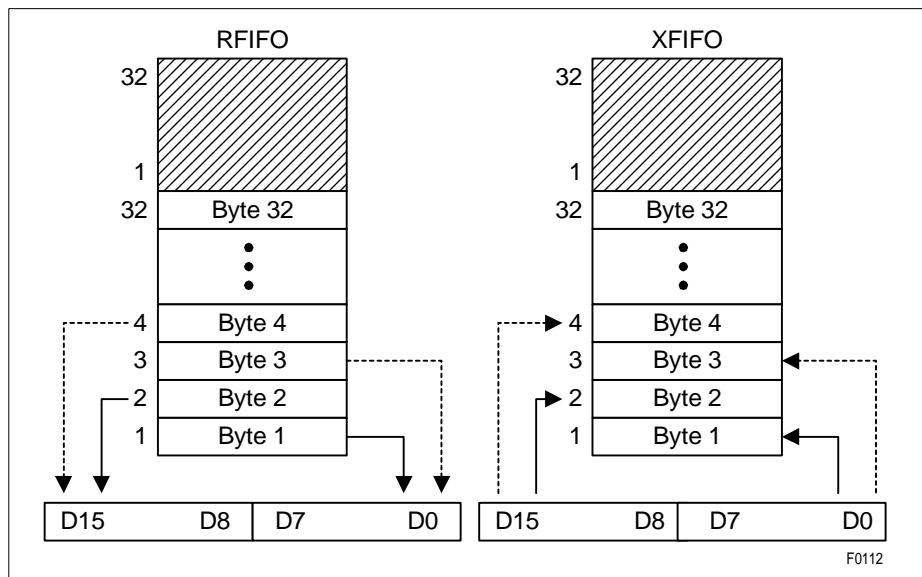 RFIFO XFIFO
32 32
1 1
32 Byte 32 32 Byte 32
4 Byte 4 4 Byte 4
3 Byte 3 3 Byte 3
2 Byte 2 2 Byte 2
1 Byte 1 1 Byte 1
D15 D8 D7 D0 D15 D8 D7 D0
F0112